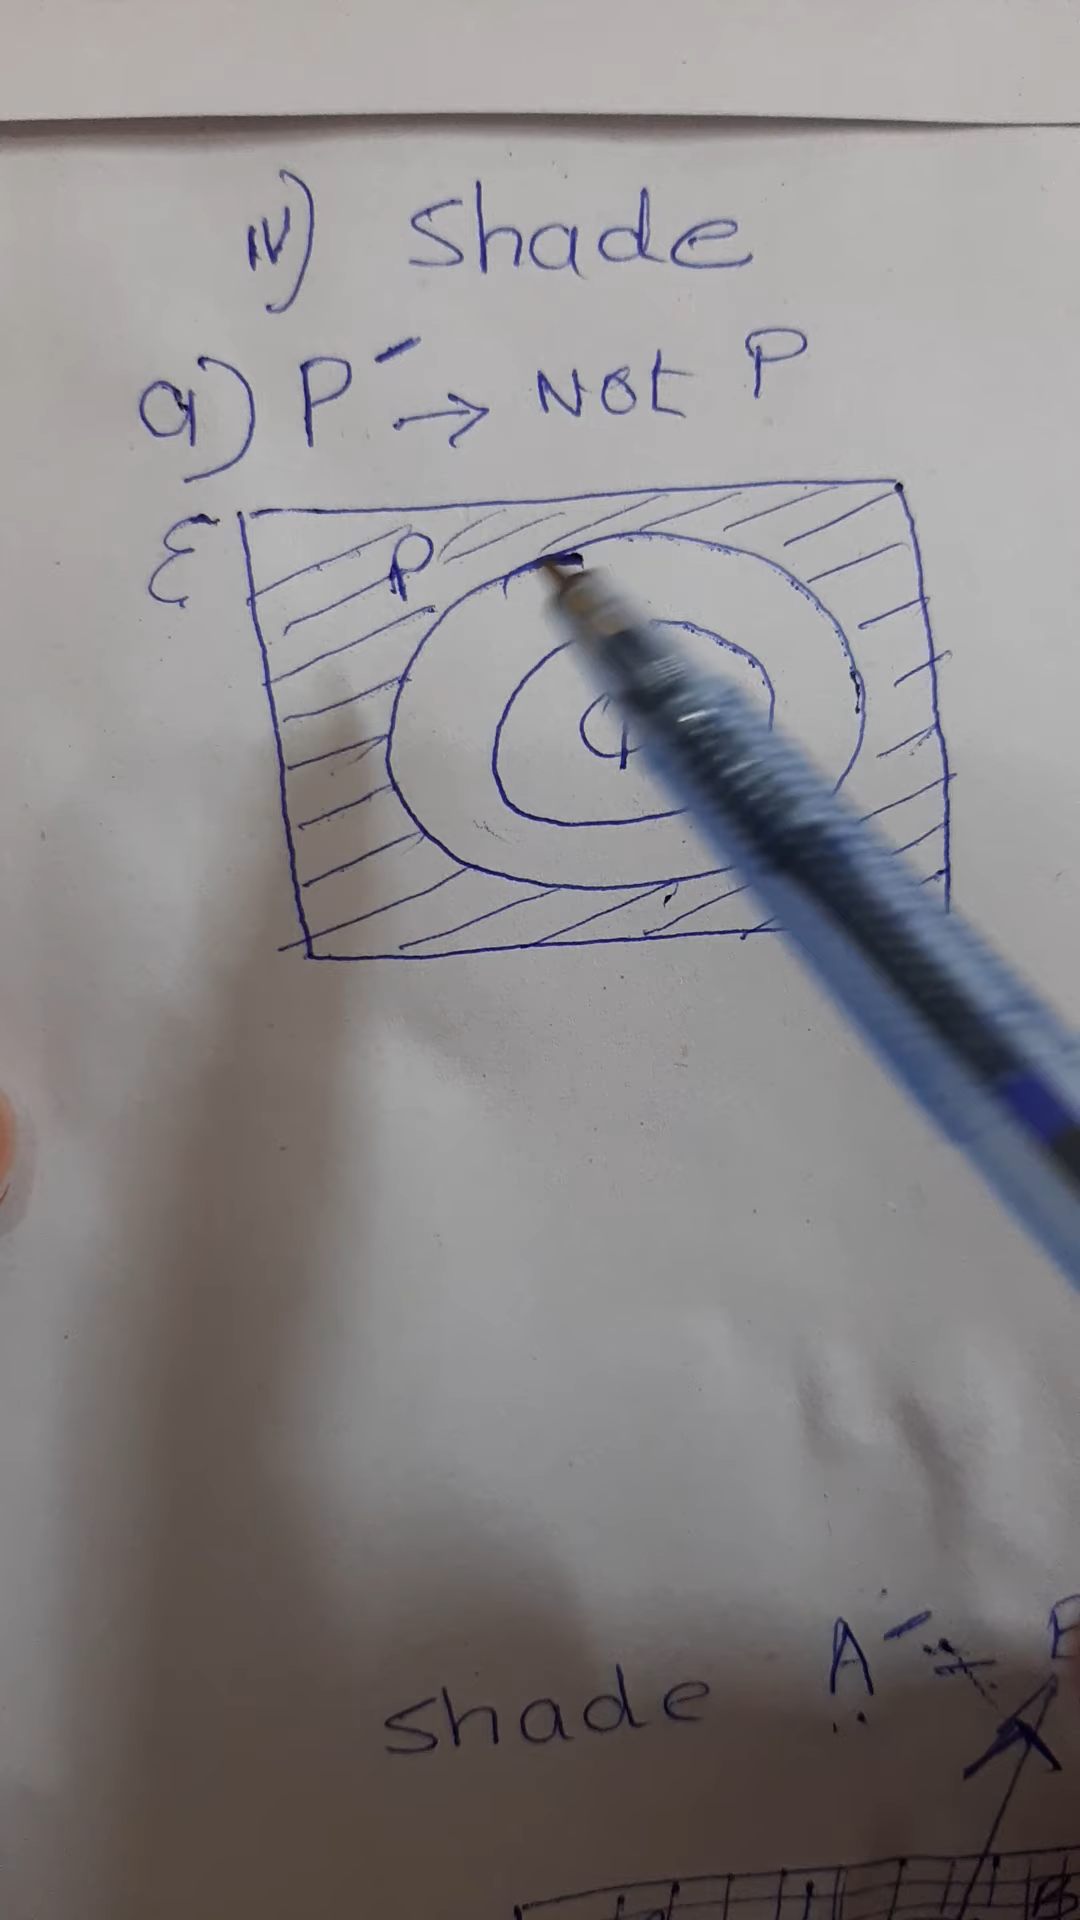 iv) Shade
a) P′ → Not P
ε
P
shade A′
B